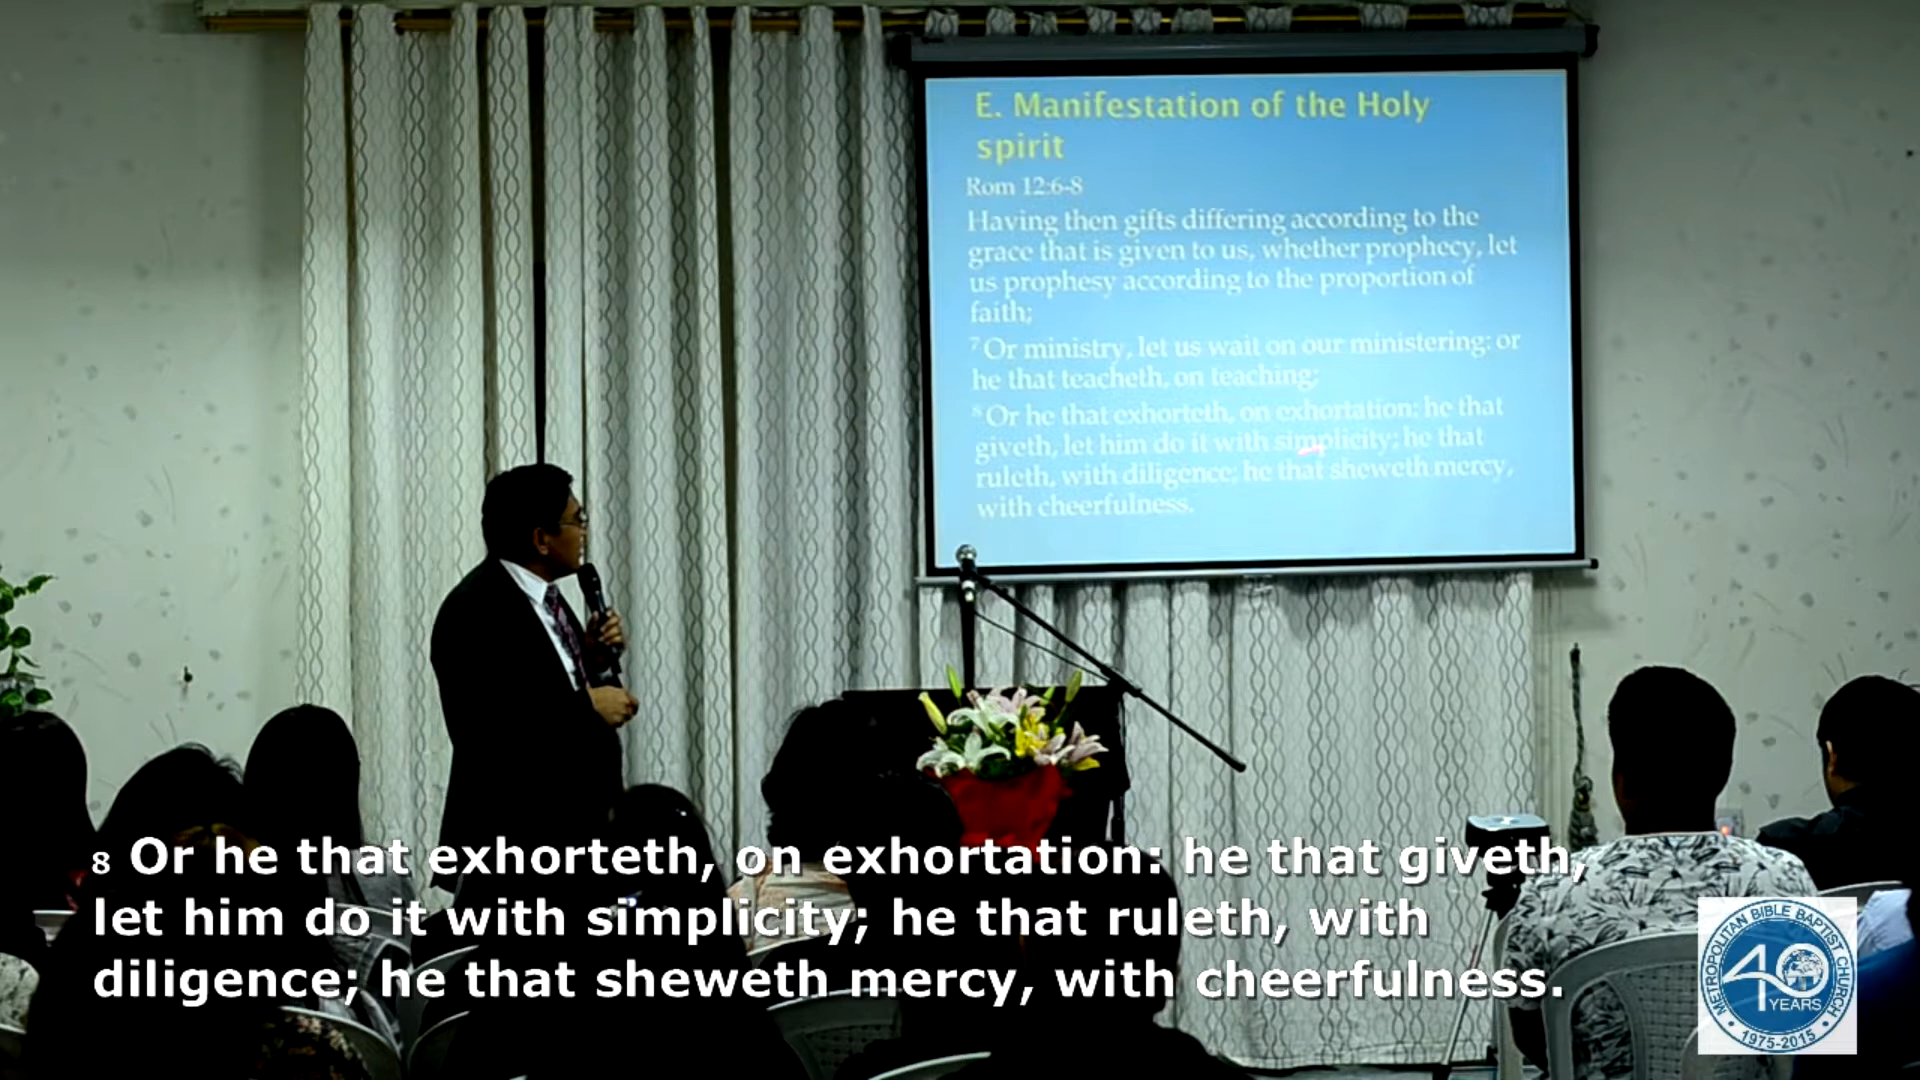 E. Manifestation of the Holy
spirit
Rom 12:6-8
Having then gifts differing according to the
grace that is given to us, whether prophecy, let
us prophesy according to the proportion of
faith;
7 Or ministry, let us wait on our ministering: or
he that teacheth, on teaching;
8 Or he that exhorteth, on exhortation: he that
giveth, let him do it with simplicity; he that
ruleth, with diligence; he that sheweth mercy,
with cheerfulness.
8 Or he that exhorteth, on exhortation: he that giveth,
let him do it with simplicity; he that ruleth, with
diligence; he that sheweth mercy, with cheerfulness.
METROPOLITAN BIBLE BAPTIST CHURCH
40
YEARS
• 1975-2015 •